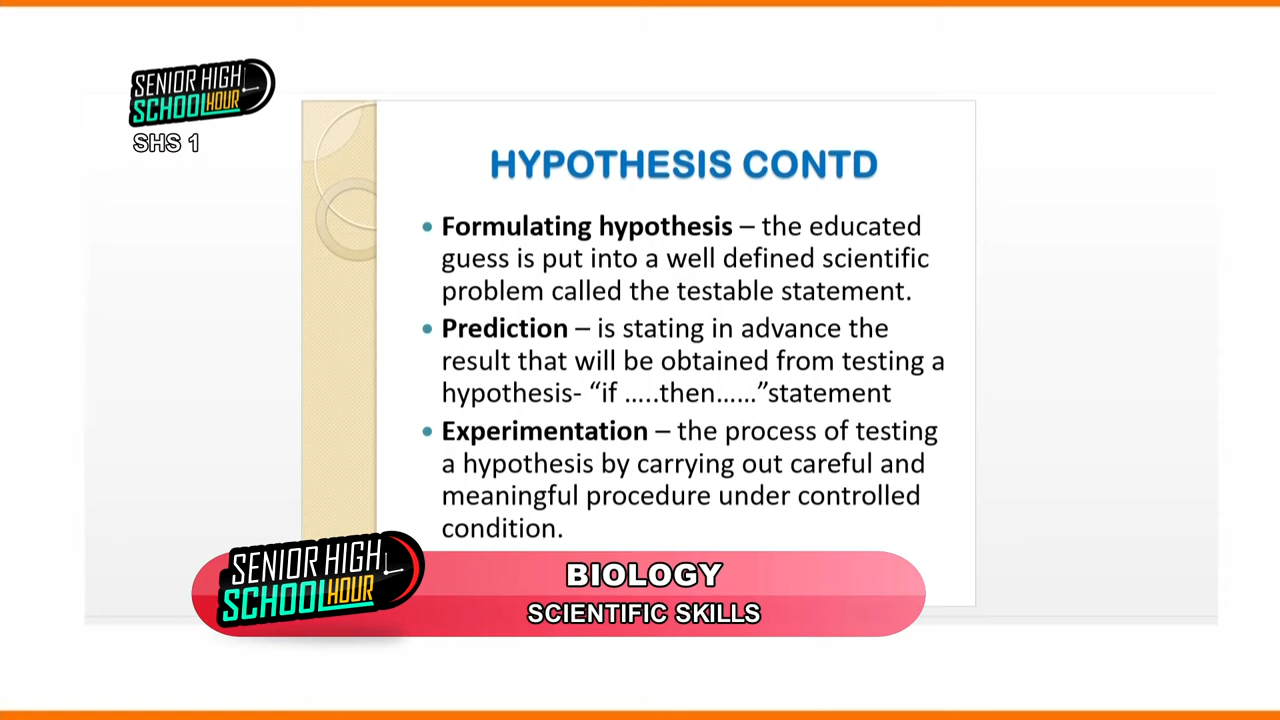 SENIOR HIGH
SCHOOL HOUR
SHS 1
HYPOTHESIS CONTD
• Formulating hypothesis – the educated
guess is put into a well defined scientific
problem called the testable statement.
• Prediction – is stating in advance the
result that will be obtained from testing a
hypothesis- “if …..then……”statement
• Experimentation – the process of testing
a hypothesis by carrying out careful and
meaningful procedure under controlled
condition.
SENIOR HIGH
SCHOOL HOUR
BIOLOGY
SCIENTIFIC SKILLS